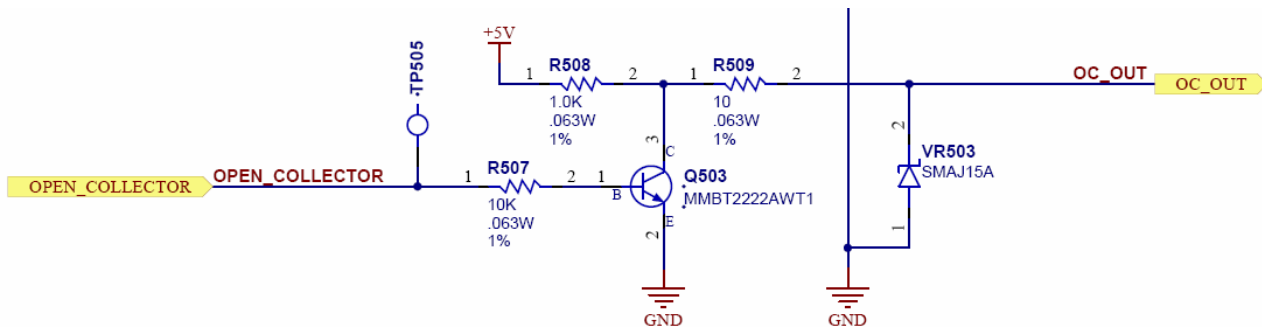 +5V
TP505
1
R508
2
1
R509
2
OC_OUT
OC_OUT
1.0K
.063W
1%
10
.063W
1%
3
C
2
OPEN_COLLECTOR
OPEN_COLLECTOR
1
R507
2
1
B
Q503
MMBT2222AWT1
VR503
SMAJ15A
10K
.063W
1%
E
2
1
GND
GND